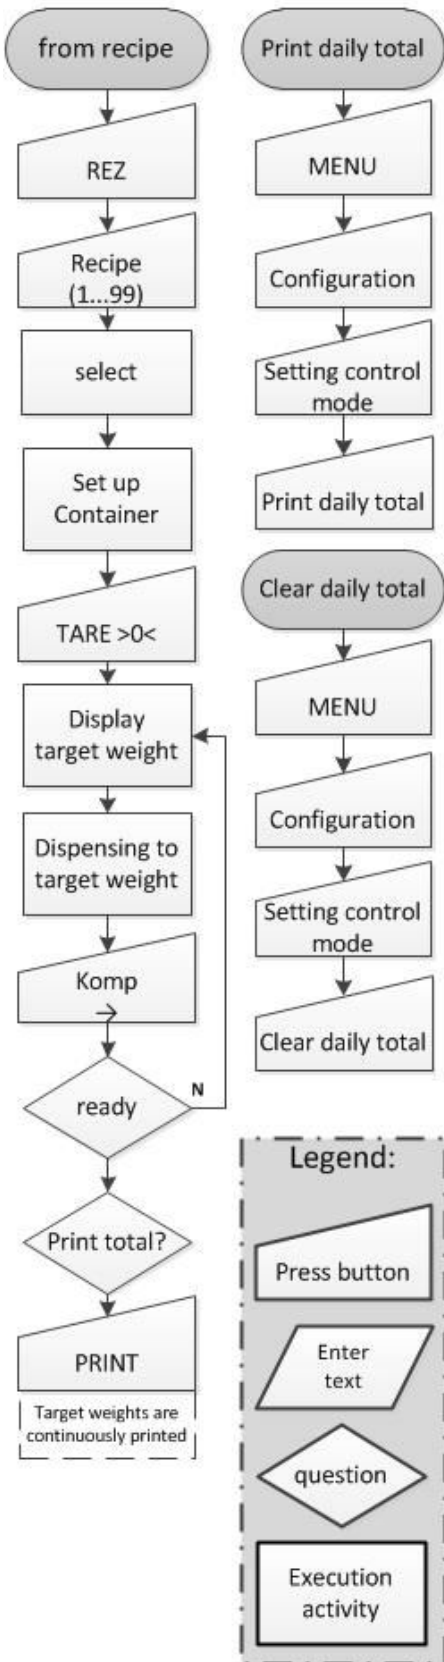 from recipe
REZ
Recipe
(1...99)
select
Set up
Container
TARE >0<
Display
target weight
Dispensing to
target weight
Komp
→
ready
N
Print total?
PRINT
Target weights are
continuously printed
Print daily total
MENU
Configuration
Setting control
mode
Print daily total
Clear daily total
MENU
Configuration
Setting control
mode
Clear daily total
Legend:
Press button
Enter
text
question
Execution
activity